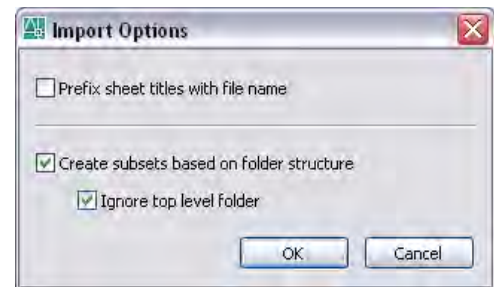 Import Options
Prefix sheet titles with file name
Create subsets based on folder structure
Ignore top level folder
OK Cancel